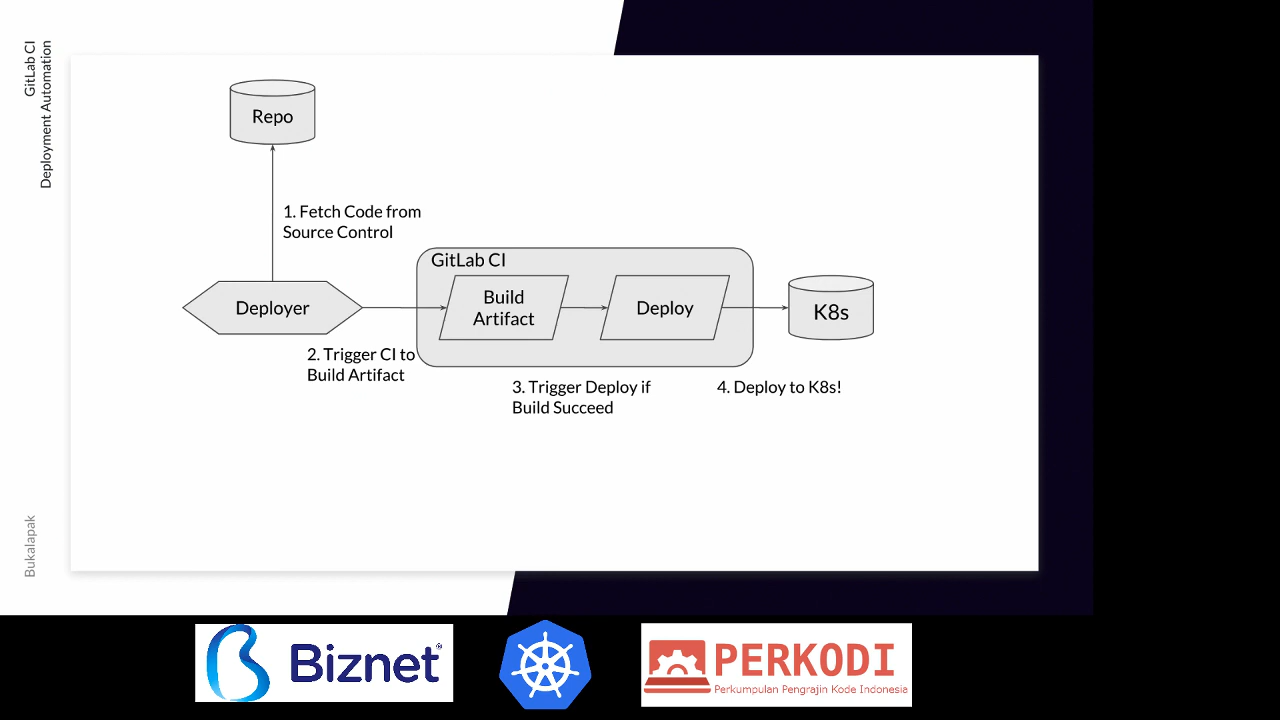 GitLab CI
Deployment Automation
Repo
1. Fetch Code from
Source Control
GitLab CI
Deployer
Build
Artifact
Deploy
K8s
2. Trigger CI to
Build Artifact
3. Trigger Deploy if
Build Succeed
4. Deploy to K8s!
Bukalapak
Biznet®
PERKODI
Perkumpulan Pengrajin Kode Indonesia